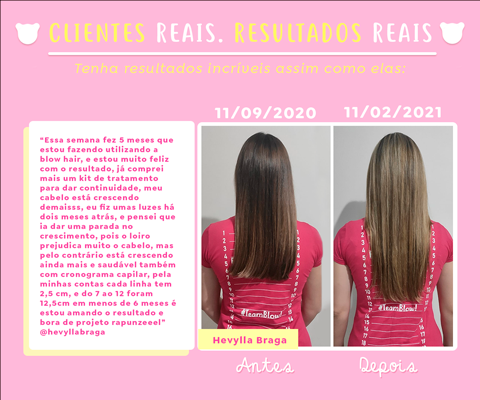 CLIENTES REAIS. RESULTADOS REAIS
Tenha resultados incríveis assim como elas:
11/09/2020
11/02/2021
"Essa semana fez 5 meses que
estou fazendo utilizando a
blow hair, e estou muito feliz
com o resultado, já comprei
mais um kit de tratamento
para dar continuidade, meu
cabelo está crescendo
demaisss, eu fiz umas luzes há
dois meses atrás, e pensei que
ia dar uma parada no
crescimento, pois o loiro
prejudica muito o cabelo, mas
pelo contrário está crescendo
ainda mais e saudável também
com cronograma capilar, pela
minhas contas cada linha tem
2,5 cm, e do 7 ao 12 foram
12,5cm em menos de 6 meses é
estou amando o resultado e
bora de projeto rapunzeeel"
@hevyllabraga
#TeamBlow!
#TeamBlow!
Hevylla Braga
Antes
Depois